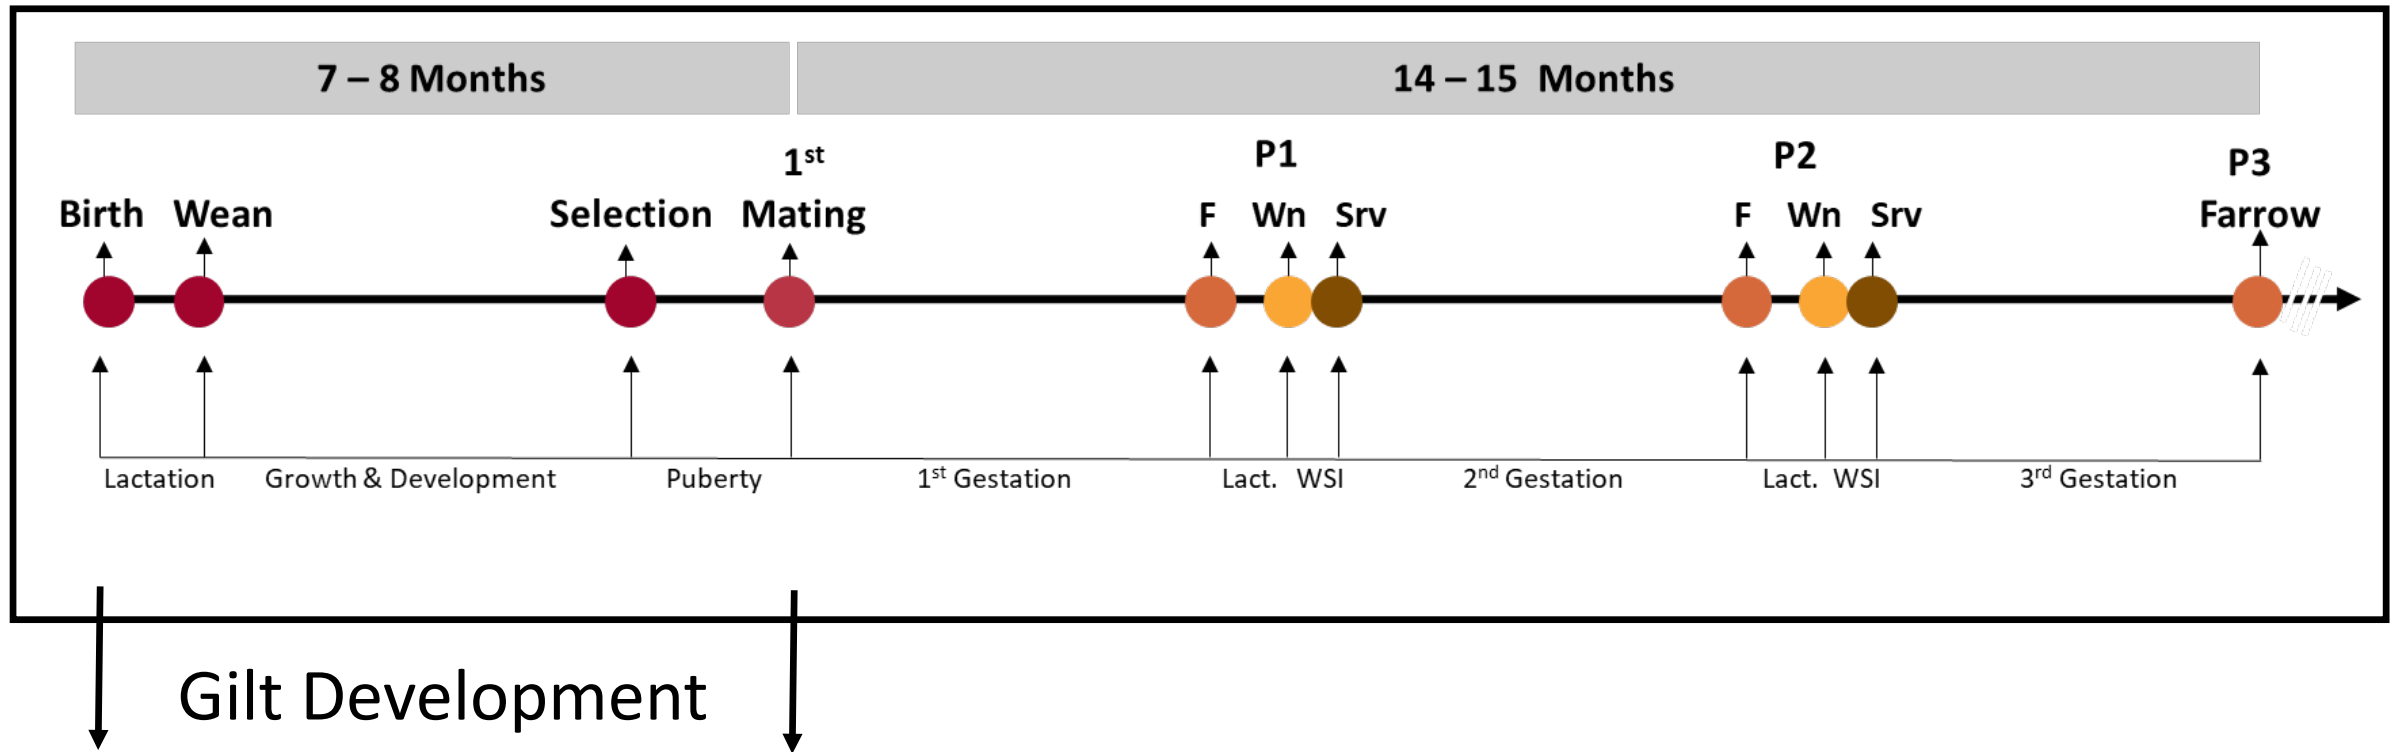 7 – 8 Months
14 – 15 Months
1st
P1
P2
P3
Birth Wean Selection Mating F Wn Srv F Wn Srv Farrow
Lactation Growth & Development Puberty 1st Gestation Lact. WSI 2nd Gestation Lact. WSI 3rd Gestation
Gilt Development